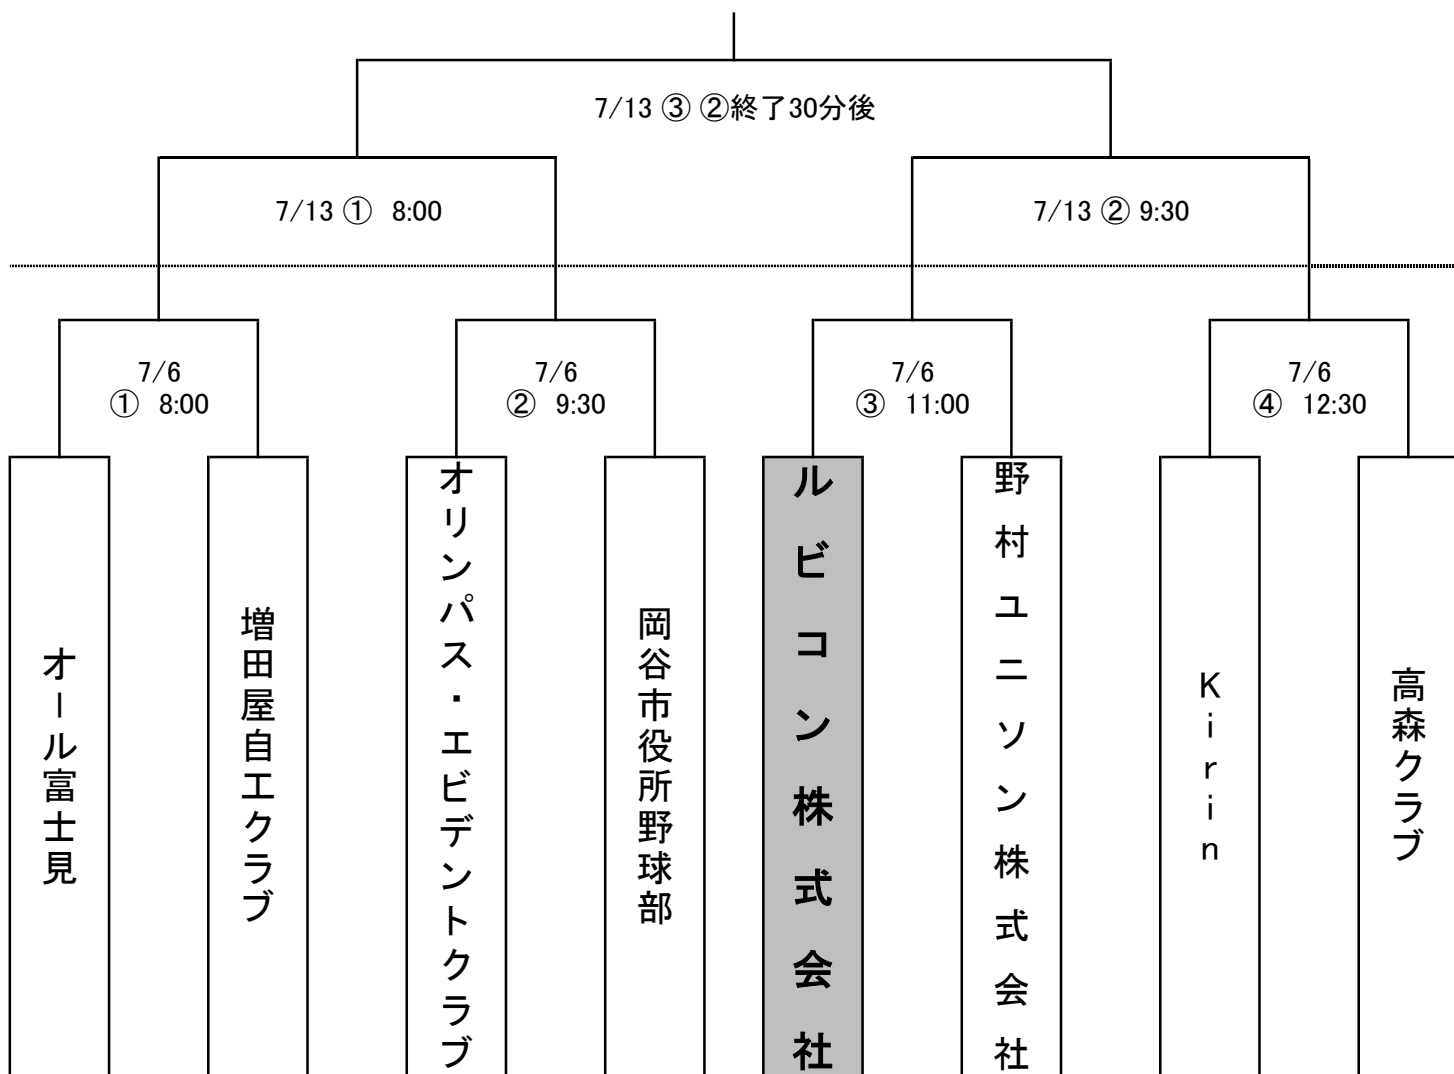 7/13 ③ ②終了30分後
7/13 ① 8:00
7/13 ② 9:30
7/6
① 8:00
7/6
② 9:30
7/6
③ 11:00
7/6
④ 12:30
オール富士見
増田屋自工クラブ
オリンパス・エビデントクラブ
岡谷市役所野球部
ルビコン株式会社
野村ユニソン株式会社
Kirin
高森クラブ